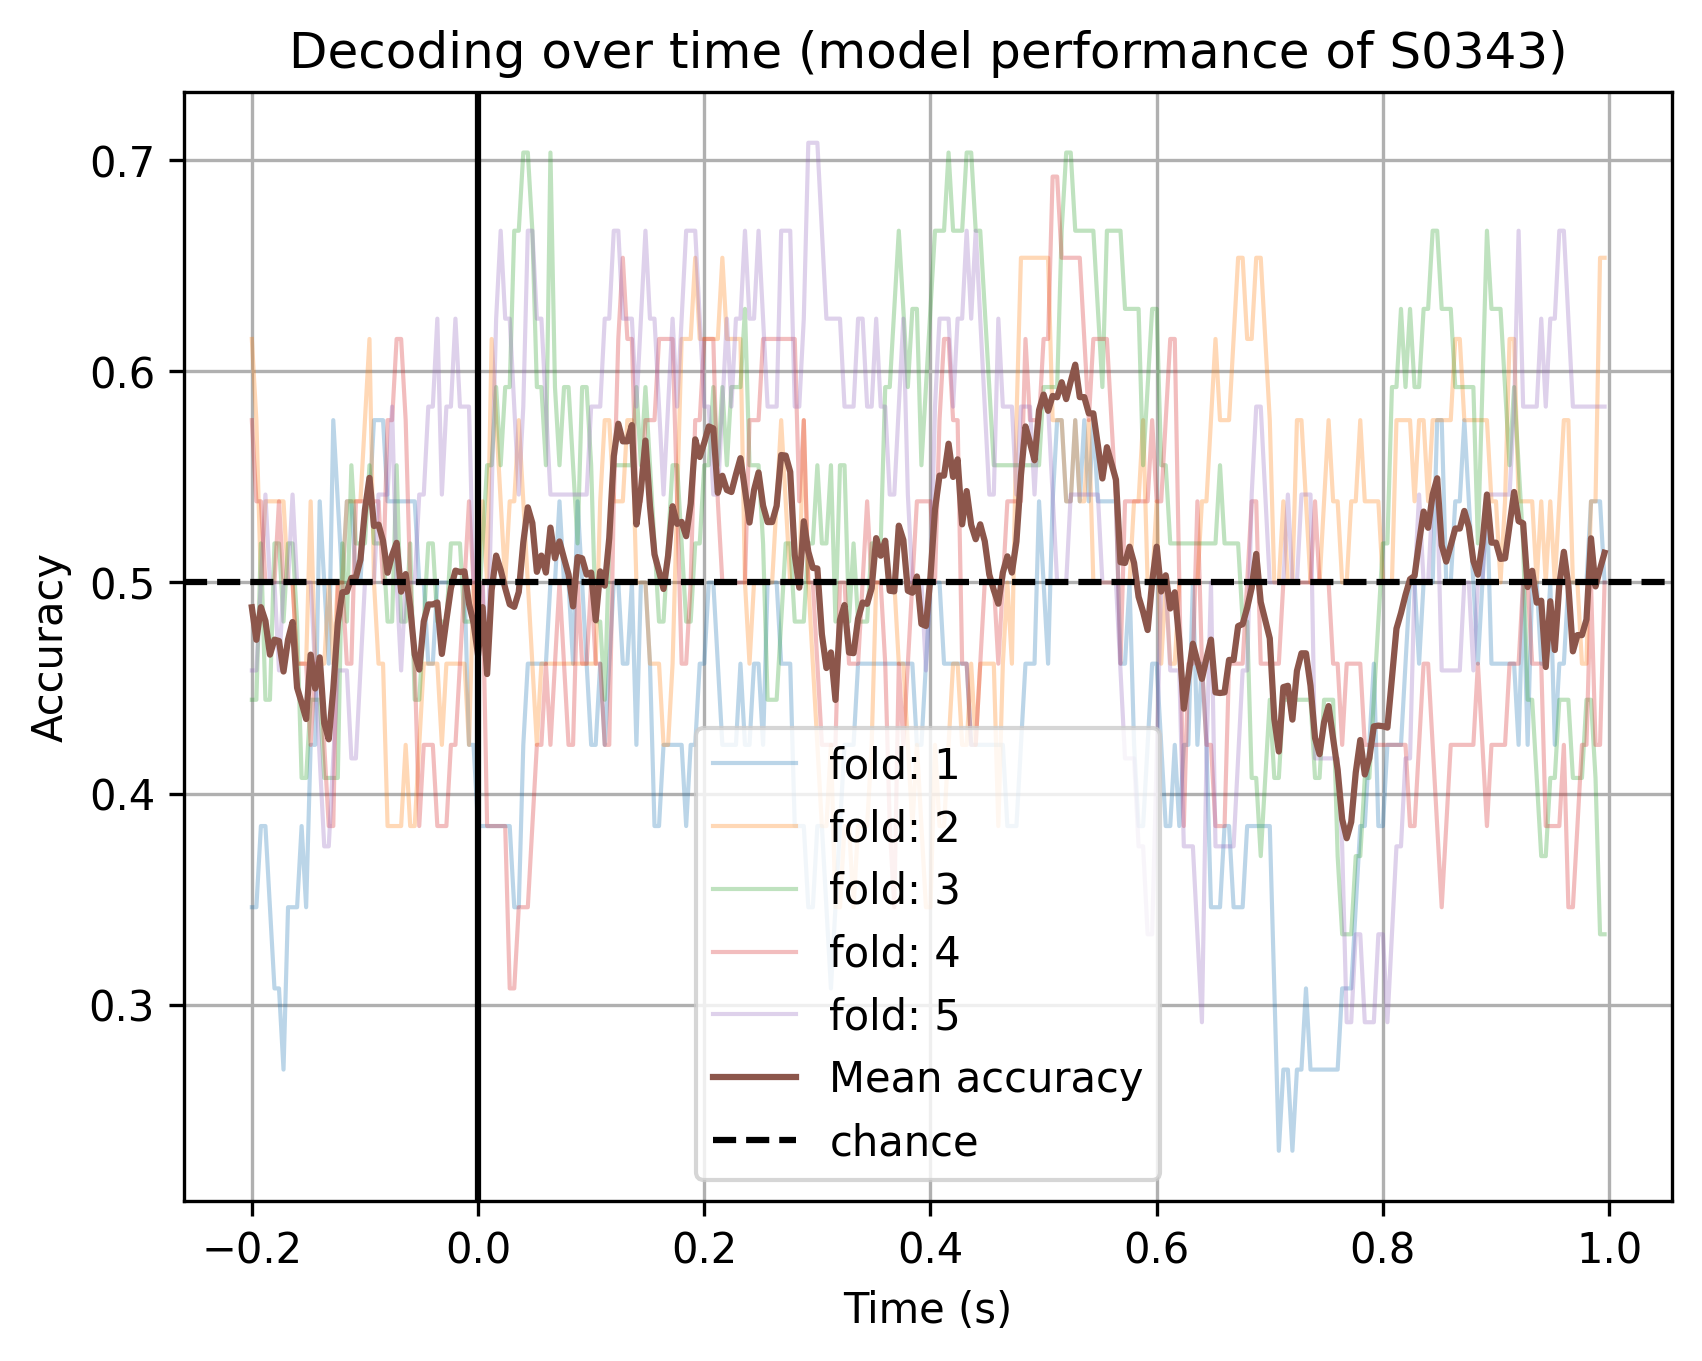 Decoding over time (model performance of S0343)
Accuracy
0.7
0.6
0.5
0.4
0.3
fold: 1
fold: 2
fold: 3
fold: 4
fold: 5
Mean accuracy
chance
−0.2 0.0 0.2 0.4 0.6 0.8 1.0
Time (s)